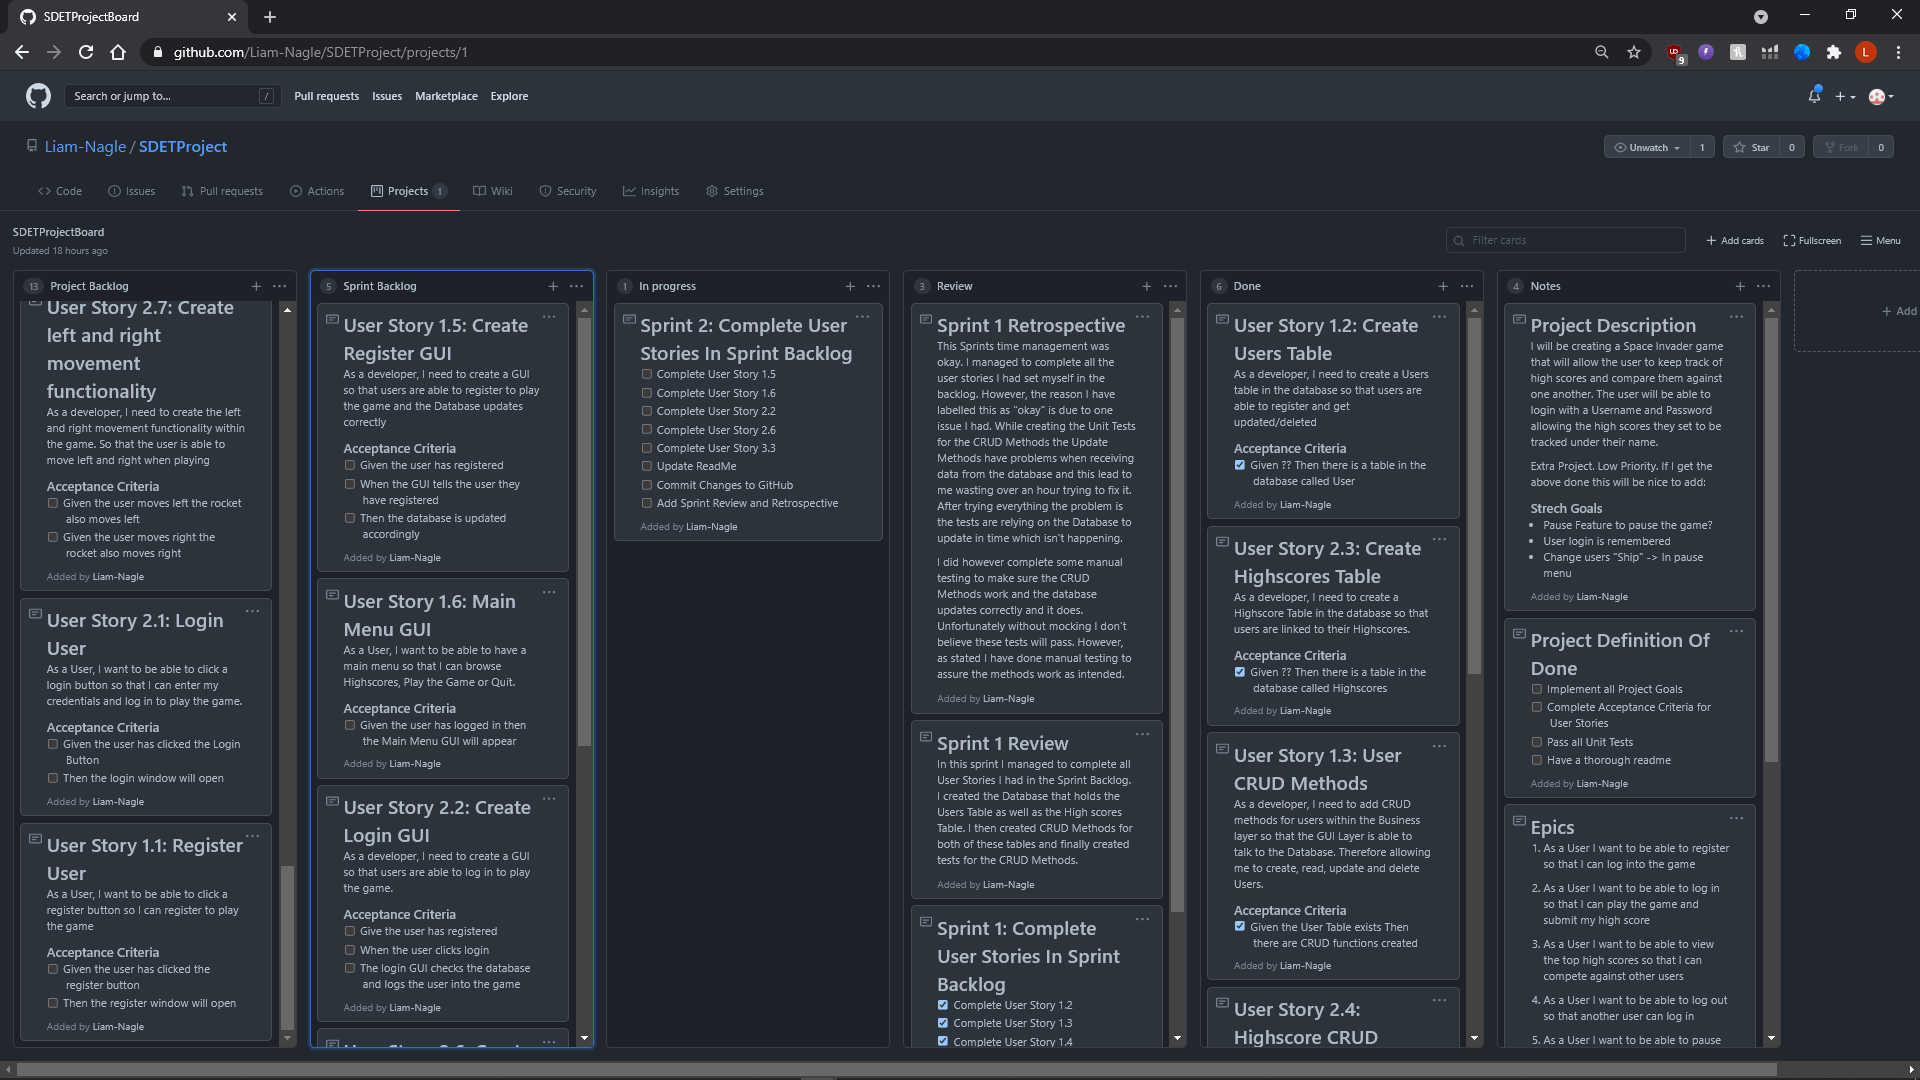 SDETProjectBoard
github.com/Liam-Nagle/SDETProject/projects/1
9
L
Search or jump to...
/
Pull requests
Issues
Marketplace
Explore
Liam-Nagle / SDETProject
Unwatch
1
Star
0
Fork
0
Code
Issues
Pull requests
Actions
Projects
1
Wiki
Security
Insights
Settings
SDETProjectBoard
Updated 18 hours ago
Filter cards
Add cards
Fullscreen
Menu
13
Project Backlog
User Story 2.7: Create
left and right
movement
functionality
As a developer, I need to create the left
and right movement functionality within
the game. So that the user is able to
move left and right when playing
Acceptance Criteria
Given the user moves left the rocket
also moves left
Given the user moves right the
rocket also moves right
Added by Liam-Nagle
User Story 2.1: Login
User
As a User, I want to be able to click a
login button so that I can enter my
credentials and log in to play the game.
Acceptance Criteria
Given the user has clicked the Login
Button
Then the login window will open
Added by Liam-Nagle
User Story 1.1: Register
User
As a User, I want to be able to click a
register button so I can register to play
the game
Acceptance Criteria
Given the user has clicked the
register button
Then the register window will open
Added by Liam-Nagle
5
Sprint Backlog
User Story 1.5: Create
Register GUI
As a developer, I need to create a GUI
so that users are able to register to play
the game and the Database updates
correctly
Acceptance Criteria
Given the user has registered
When the GUI tells the user they
have registered
Then the database is updated
accordingly
Added by Liam-Nagle
User Story 1.6: Main
Menu GUI
As a User, I want to be able to have a
main menu so that I can browse
Highscores, Play the Game or Quit.
Acceptance Criteria
Given the user has logged in then
the Main Menu GUI will appear
Added by Liam-Nagle
User Story 2.2: Create
Login GUI
As a developer, I need to create a GUI
so that users are able to log in to play
the game.
Acceptance Criteria
Give the user has registered
When the user clicks login
The login GUI checks the database
and logs the user into the game
Added by Liam-Nagle
1
In progress
Sprint 2: Complete User
Stories In Sprint Backlog
Complete User Story 1.5
Complete User Story 1.6
Complete User Story 2.2
Complete User Story 2.6
Complete User Story 3.3
Update ReadMe
Commit Changes to GitHub
Add Sprint Review and Retrospective
Added by Liam-Nagle
3
Review
Sprint 1 Retrospective
This Sprints time management was
okay. I managed to complete all the
user stories I had set myself in the
backlog. However, the reason I have
labelled this as "okay" is due to one
issue I had. While creating the Unit Tests
for the CRUD Methods the Update
Methods have problems when receiving
data from the database and this lead to
me wasting over an hour trying to fix it.
After trying everything the problem is
the tests are relying on the Database to
update in time which isn't happening.
I did however complete some manual
testing to make sure the CRUD
Methods work and the database
updates correctly and it does.
Unfortunately without mocking I don't
believe these tests will pass. However,
as stated I have done manual testing to
assure the methods work as intended.
Added by Liam-Nagle
Sprint 1 Review
In this sprint I managed to complete all
User Stories I had in the Sprint Backlog.
I created the Database that holds the
Users Table as well as the High scores
Table. I then created CRUD Methods for
both of these tables and finally created
tests for the CRUD Methods.
Added by Liam-Nagle
Sprint 1: Complete
User Stories In Sprint
Backlog
Complete User Story 1.2
Complete User Story 1.3
Complete User Story 1.4
6
Done
User Story 1.2: Create
Users Table
As a developer, I need to create a Users
table in the database so that users are
able to register and get
updated/deleted
Acceptance Criteria
Given ?? Then there is a table in the
database called User
Added by Liam-Nagle
User Story 2.3: Create
Highscores Table
As a developer, I need to create a
Highscore Table in the database so that
users are linked to their Highscores.
Acceptance Criteria
Given ?? Then there is a table in the
database called Highscores
Added by Liam-Nagle
User Story 1.3: User
CRUD Methods
As a developer, I need to add CRUD
methods for users within the Business
layer so that the GUI Layer is able to
talk to the Database. Therefore allowing
me to create, read, update and delete
Users.
Acceptance Criteria
Given the User Table exists Then
there are CRUD functions created
Added by Liam-Nagle
User Story 2.4:
Highscore CRUD
4
Notes
Project Description
I will be creating a Space Invader game
that will allow the user to keep track of
high scores and compare them against
one another. The user will be able to
login with a Username and Password
allowing the high scores they set to be
tracked under their name.
Extra Project. Low Priority. If I get the
above done this will be nice to add:
Strech Goals
Pause Feature to pause the game?
User login is remembered
Change users "Ship" -> In pause
menu
Added by Liam-Nagle
Project Definition Of
Done
Implement all Project Goals
Complete Acceptance Criteria for
User Stories
Pass all Unit Tests
Have a thorough readme
Added by Liam-Nagle
Epics
1. As a User I want to be able to register
so that I can log into the game
2. As a User I want to be able to log in
so that I can play the game and
submit my high score
3. As a User I want to be able to view
the top high scores so that I can
compete against other users
4. As a User I want to be able to log out
so that another user can log in
5. As a User I want to be able to pause
Add